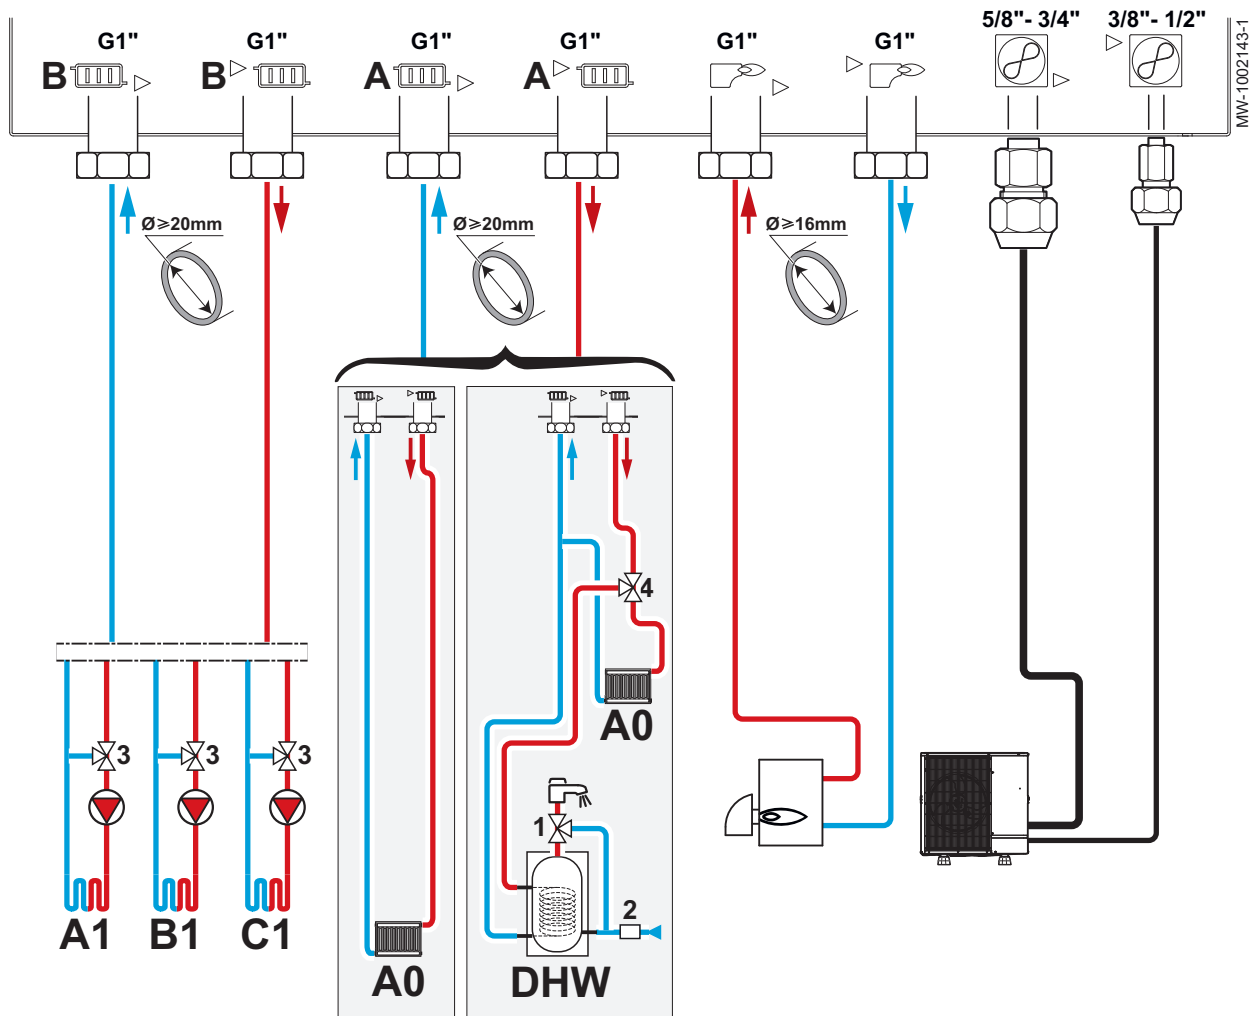 5/8"- 3/4"
3/8"- 1/2"
G1"
G1"
G1"
G1"
G1"
G1"
B
B
A
A
MW-1002143-1
Ø≥20mm
Ø≥20mm
Ø≥16mm
4
A0
3
3
3
1
2
A1
B1
C1
A0
DHW